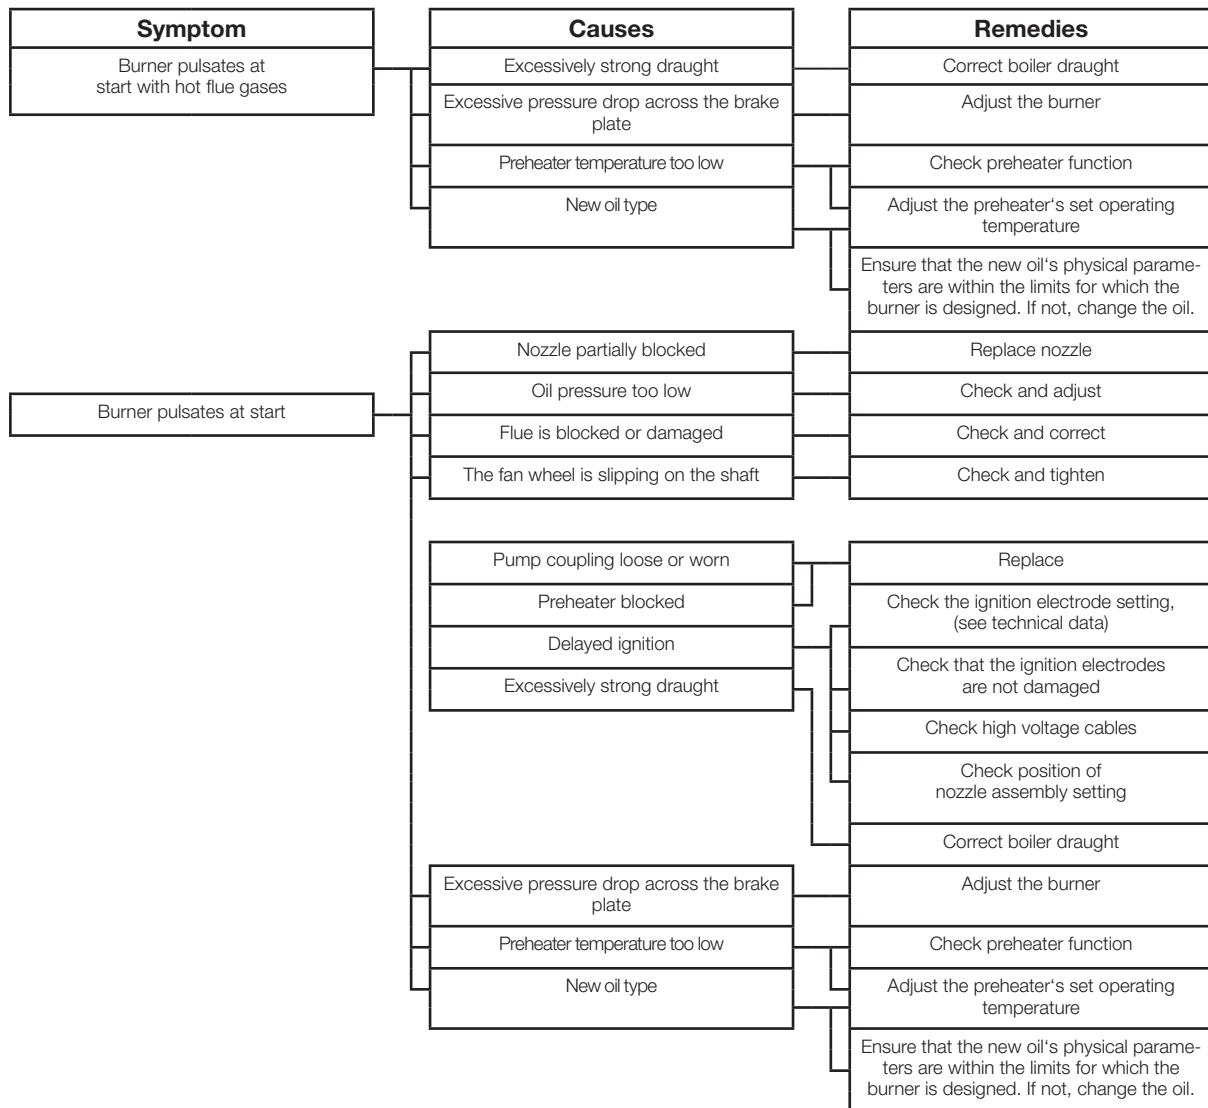 Symptom
Causes
Remedies
Burner pulsates at
start with hot flue gases
Excessively strong draught
Correct boiler draught
Excessive pressure drop across the brake
plate
Adjust the burner
Preheater temperature too low
Check preheater function
New oil type
Adjust the preheater‘s set operating
temperature
Ensure that the new oil‘s physical parame-
ters are within the limits for which the
burner is designed. If not, change the oil.
Nozzle partially blocked
Replace nozzle
Burner pulsates at start
Oil pressure too low
Check and adjust
Flue is blocked or damaged
Check and correct
The fan wheel is slipping on the shaft
Check and tighten
Pump coupling loose or worn
Replace
Preheater blocked
Check the ignition electrode setting,
(see technical data)
Delayed ignition
Check that the ignition electrodes
are not damaged
Excessively strong draught
Check high voltage cables
Check position of
nozzle assembly setting
Correct boiler draught
Excessive pressure drop across the brake
plate
Adjust the burner
Preheater temperature too low
Check preheater function
New oil type
Adjust the preheater‘s set operating
temperature
Ensure that the new oil‘s physical parame-
ters are within the limits for which the
burner is designed. If not, change the oil.